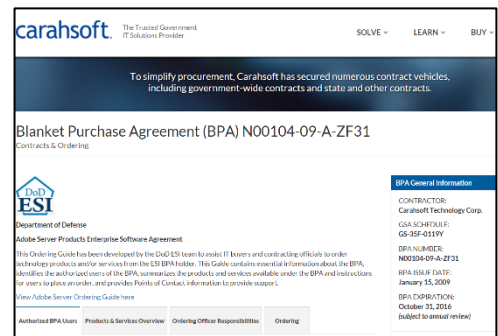 carahsoft.
The Trusted Government
IT Solutions Provider
SOLVE
LEARN
BUY
To simplify procurement, Carahsoft has secured numerous contract vehicles,
including government-wide contracts and state and other contracts.
Blanket Purchase Agreement (BPA) N00104-09-A-ZF31
Contracts & Ordering
DoD
ESI
Department of Defense
Adobe Server Products Enterprise Software Agreement
This Ordering Guide has been developed by the DoD ESI team to assist IT buyers and contracting officials to order
technology products and/or services from the ESI BPA holder. This Guide contains essential information about the BPA,
identifies the authorized users of the BPA, summarizes the products and services available under the BPA and instructions
for users to place an order, and provides Points of Contact information to provide support.
View Adobe Server Ordering Guide here
Authorized BPA Users
Products & Services Overview
Ordering Officer Responsibilities
Ordering
BPA General Information
CONTRACTOR:
Carahsoft Technology Corp.
GSA SCHEDULE:
GS-35F-0119Y
BPA NUMBER:
N00104-09-A-ZF31
BPA ISSUE DATE:
January 15, 2009
BPA EXPIRATION:
October 31, 2016
(subject to annual review)